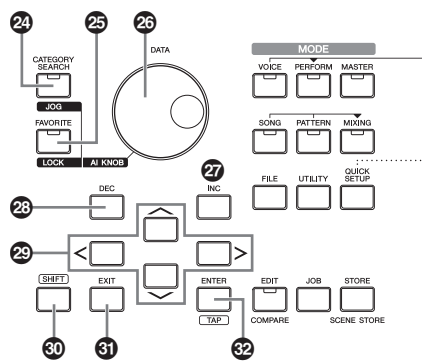 24 25 26
DATA
MODE
CATEGORY
SEARCH
VOICE PERFORM MASTER
JOG
FAVORITE
SONG PATTERN MIXING
LOCK AI KNOB
27
DEC INC
FILE UTILITY QUICK
SETUP
28
29
< >
SHIFT EXIT ENTER EDIT JOB STORE
TAP COMPARE SCENE STORE
30 31 32